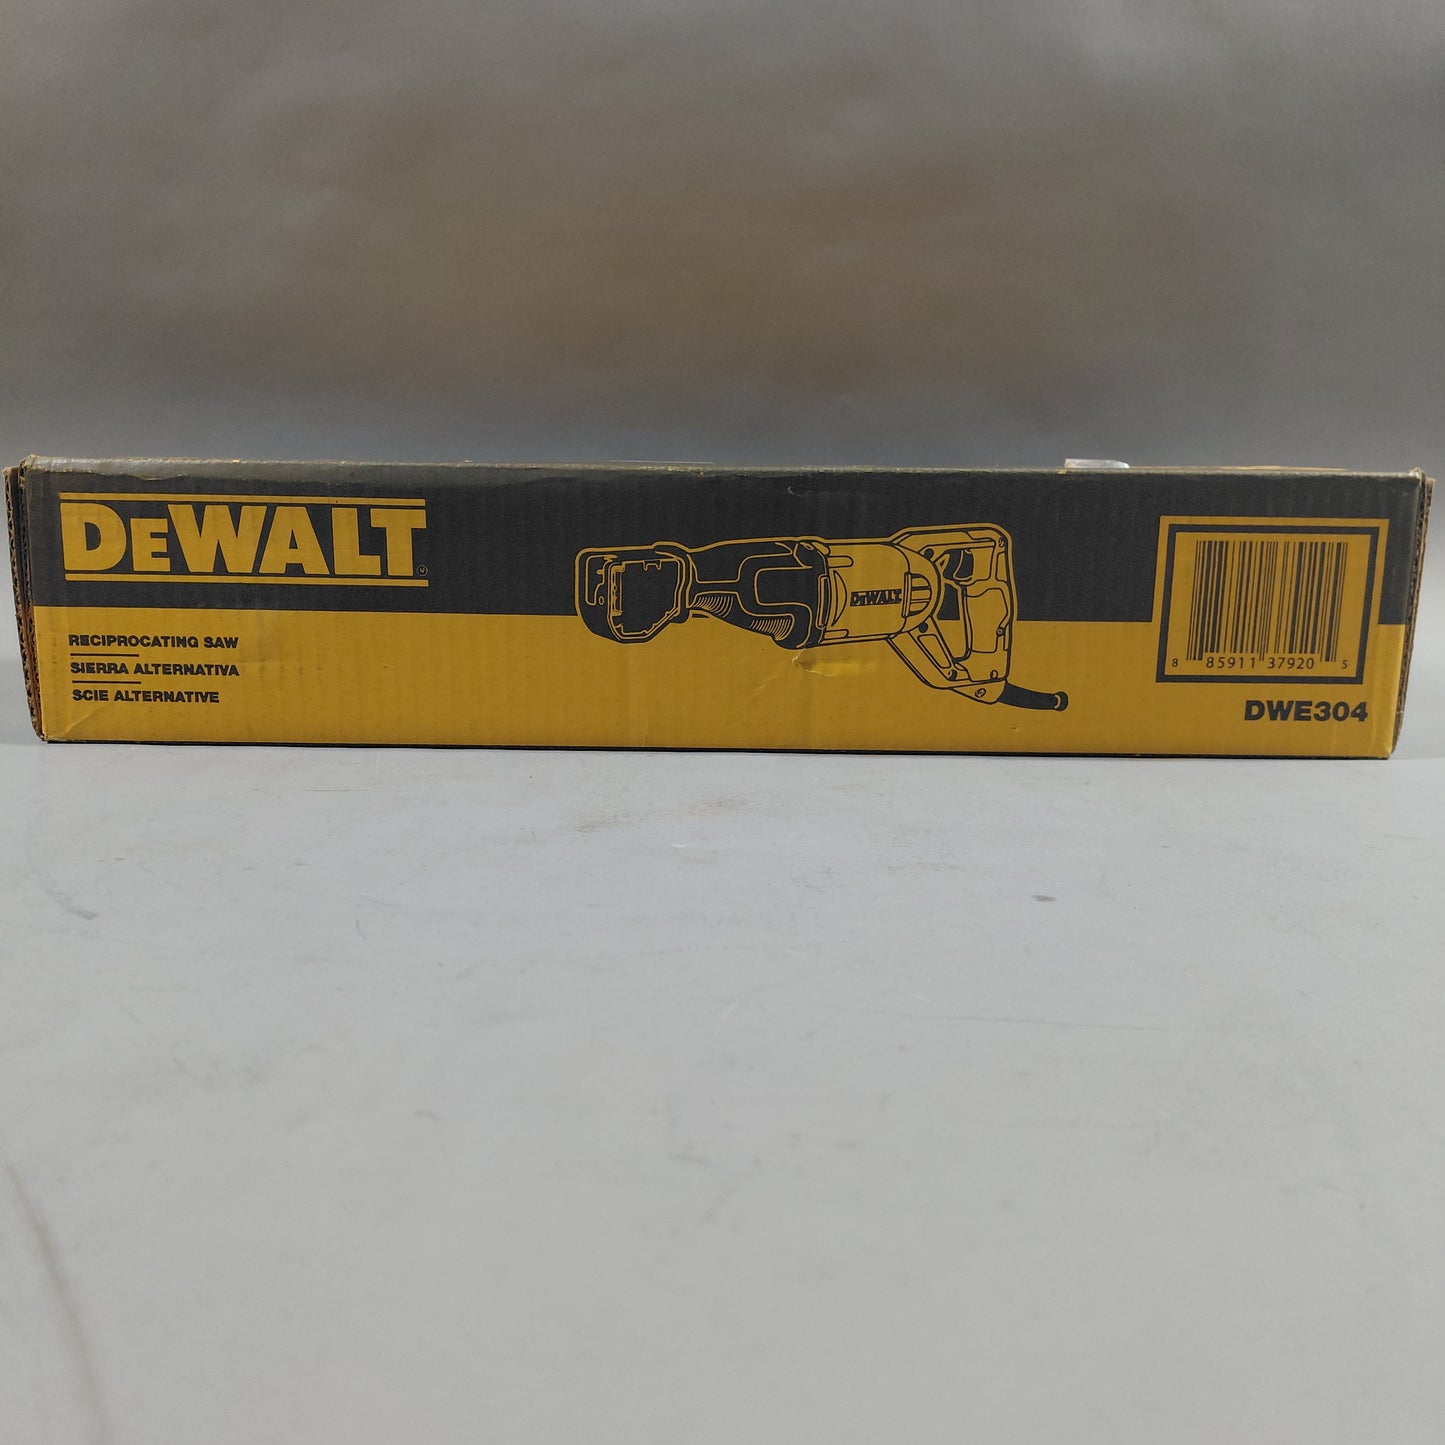 DEWALT
RECIPROCATING SAW
SIERRA ALTERNATIVA
SCIE ALTERNATIVE
DEWALT
8 85911 37920 5
DWE304